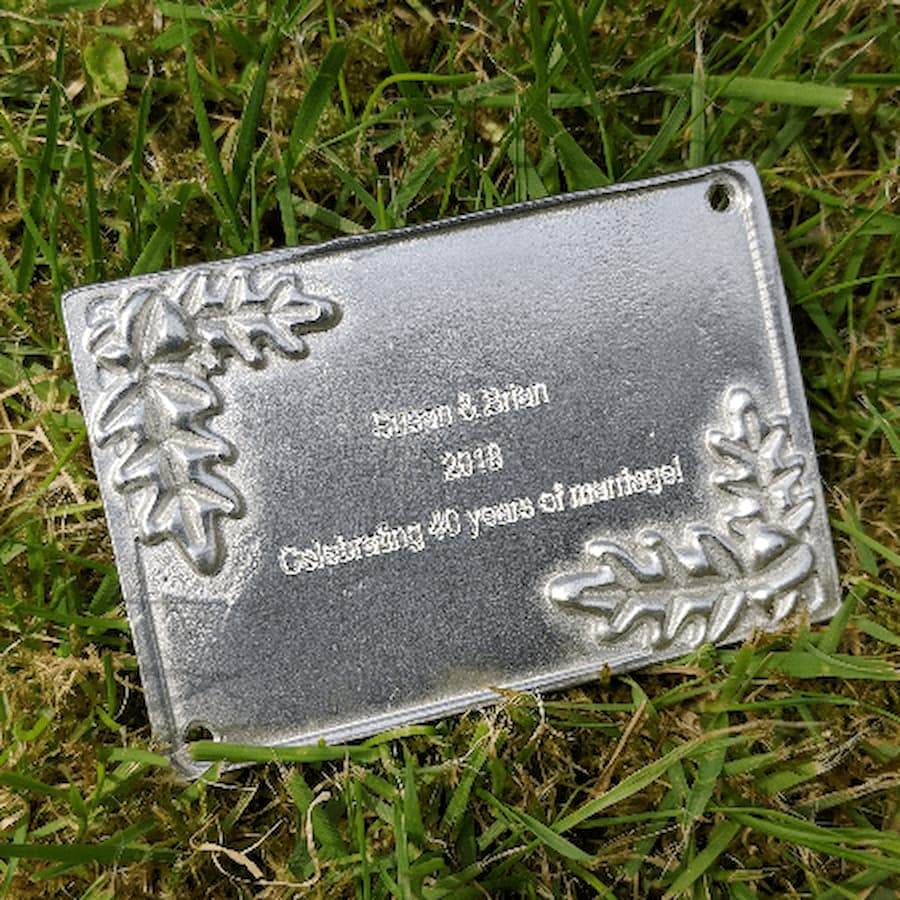 Susan & Brian
2018
Celebrating 40 years of marriage!